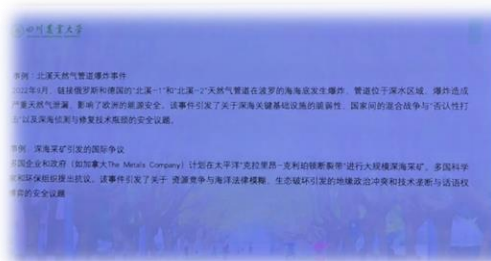 四川農業大学
事例：北溪天然气管道爆炸事件
2022年9月，链接俄罗斯和德国的"北溪-1"和"北溪-2"天然气管道在波罗的海海底发生爆炸，管道位于深水区域，爆炸造成
严重天然气泄漏，影响了欧洲的能源安全。该事件引发了关于深海关键基础设施的脆弱性、国家间的混合战争与"否认性打
击"以及深海侦测与修复技术瓶颈的安全议题。
事例：深海采矿引发的国际争议
多国企业和政府（如加拿大The Metals Company）计划在太平洋"克拉里昂-克利珀顿断裂带"进行大规模深海采矿，多国科学
家和环保组织提出抗议。该事件引发了关于 资源竞争与海洋法律模糊、生态破坏引发的地缘政治冲突和技术垄断与话语权
博弈的安全议题